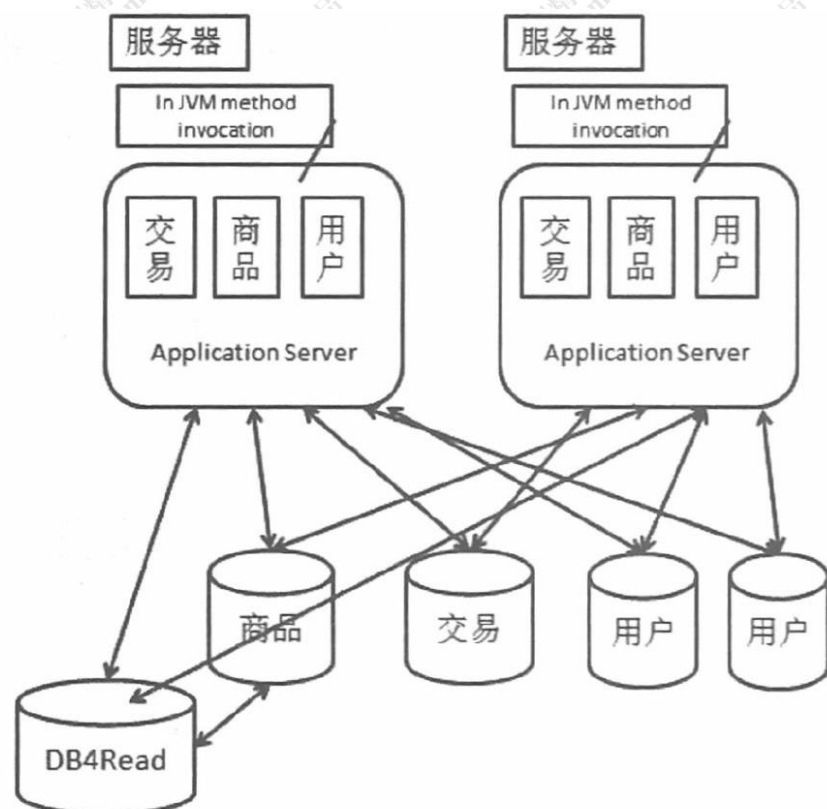 服务器
服务器
In JVM method
invocation
In JVM method
invocation
交易
商品
用户
交易
商品
用户
Application Server
Application Server
商品
交易
用户
用户
DB4Read